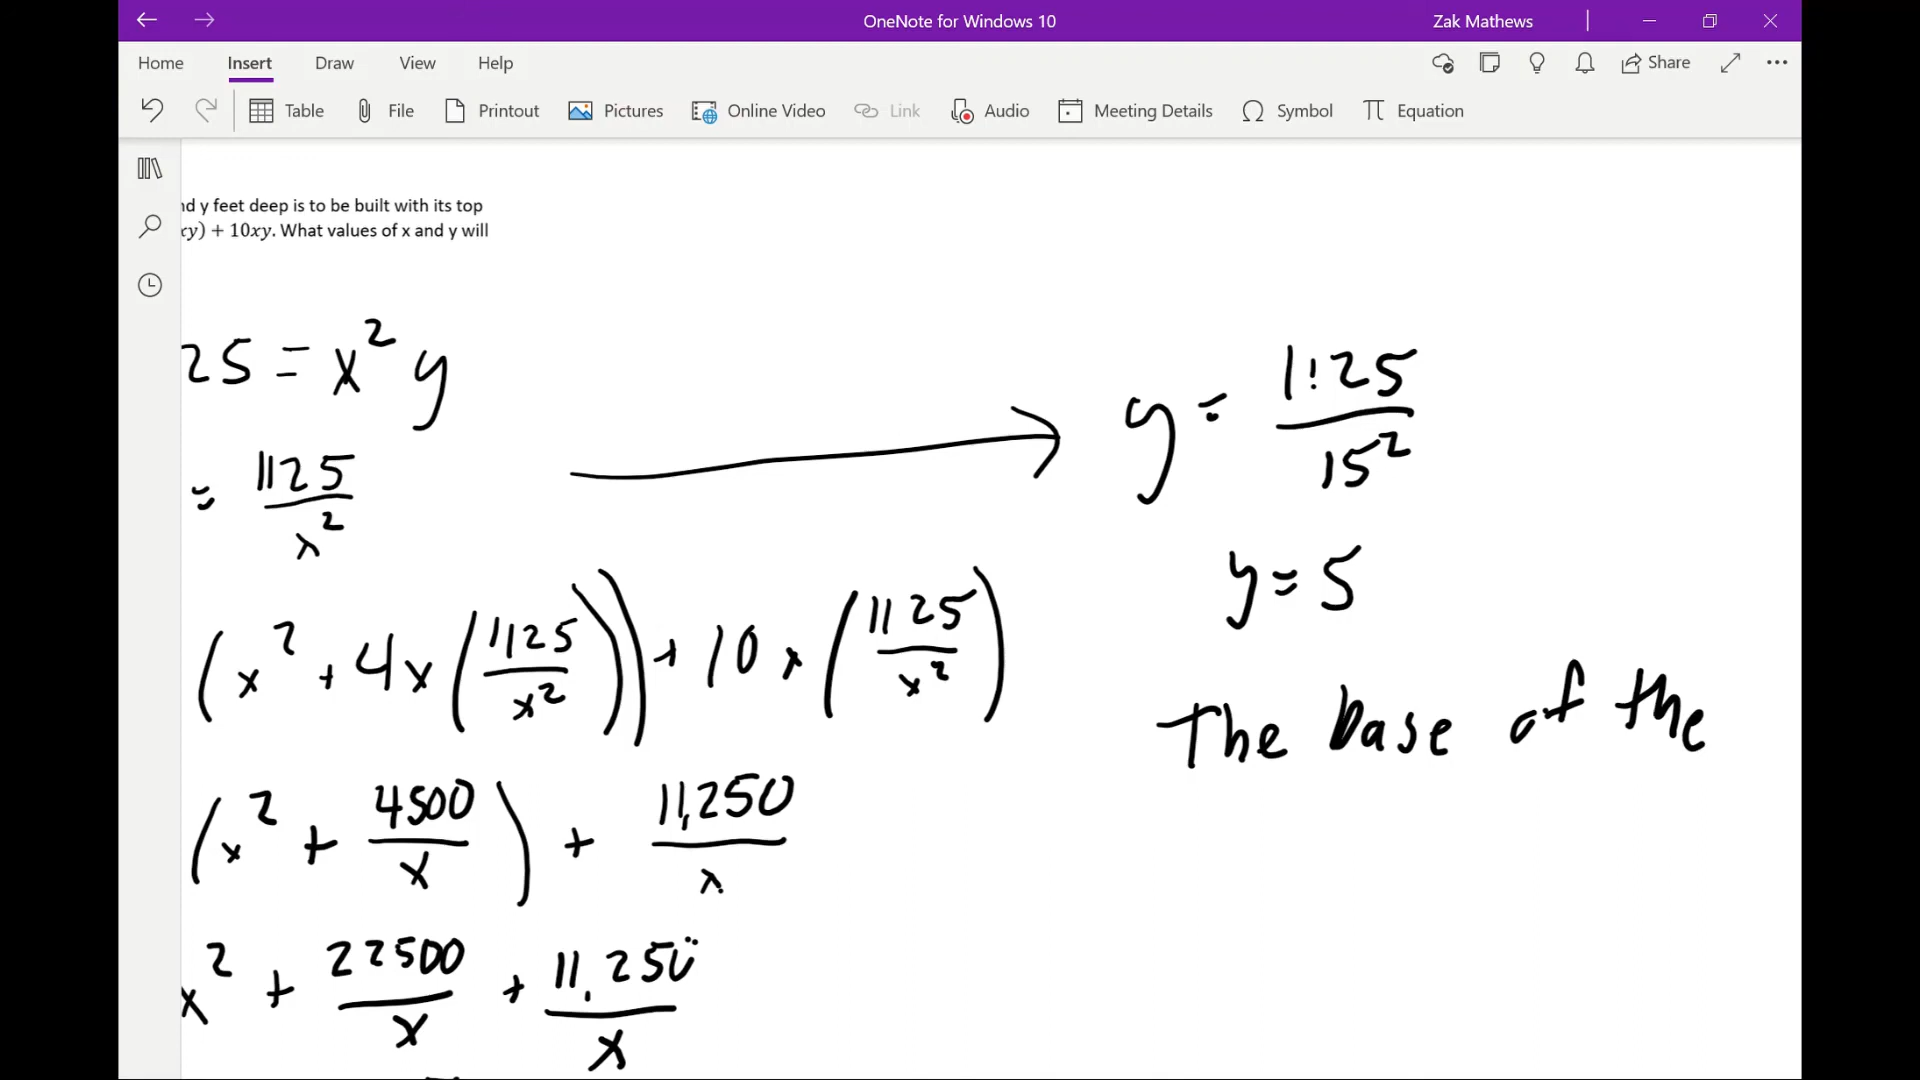 OneNote for Windows 10
Zak Mathews
Home Insert Draw View Help
Share
Table File Printout Pictures Online Video Link Audio Meeting Details Symbol Equation
nd y feet deep is to be built with its top
xy) + 10xy. What values of x and y will
25 = x² y
= 1125/x²
(x² + 4x(1125/x²)) + 10x(1125/x²)
(x² + 4500/x) + 11,250/x
x² + 22500/x + 11,250/x
y = 1125/15²
y = 5
The base of the